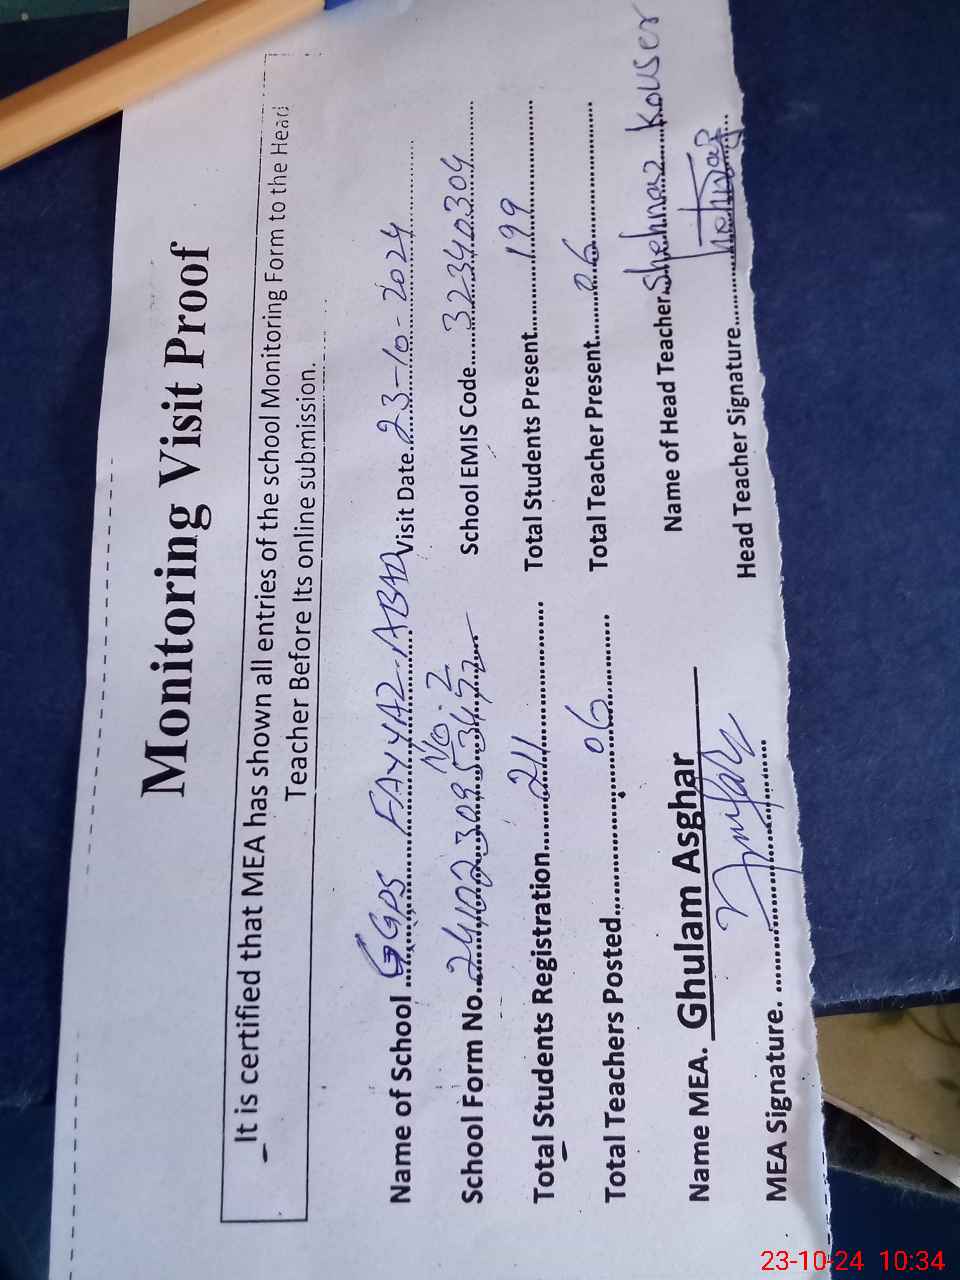 Monitoring Visit Proof
It is certified that MEA has shown all entries of the school Monitoring Form to the Head
Teacher Before Its online submission.
Name of School ....GGPS FAYYAZ-ABAD Visit Date..23-10-2024
No.2
School Form No. School EMIS Code....32340304
Total Students Registration.....211 Total Students Present.....199
Total Teachers Posted.....06 Total Teacher Present.....06
Name MEA. Ghulam Asghar Name of Head Teacher.Shehnaz Kouser
MEA Signature. Head Teacher Signature.
23-10-24 10:34